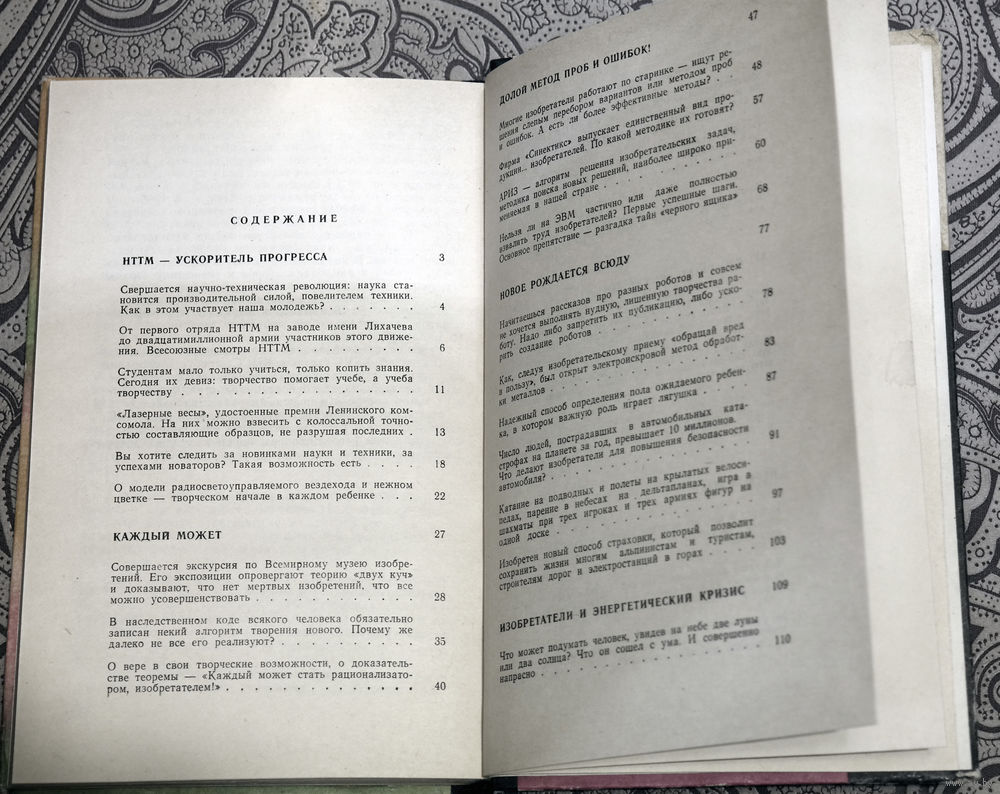 СОДЕРЖАНИЕ
НТТМ — УСКОРИТЕЛЬ ПРОГРЕССА 3
Свершается научно-техническая революция: наука ста-
новится производительной силой, повелителем техники.
Как в этом участвует наша молодежь? . . . . . . . . 4
От первого отряда НТТМ на заводе имени Лихачева
до двадцатимиллионной армии участников этого движе-
ния. Всесоюзные смотры НТТМ . . . . . . . . . 6
Студентам мало только учиться, только копить знания.
Сегодня их девиз: творчество помогает учебе, а учеба
творчеству . . . . . . . . . . . . . . . . . 11
«Лазерные весы», удостоенные премии Ленинского ком-
сомола. На них можно взвесить с колоссальной точно-
стью составляющие образцов, не разрушая последних . 13
Вы хотите следить за новинками науки и техники, за
успехами новаторов? Такая возможность есть . . . . 18
О модели радиосветоуправляемого вездехода и нежном
цветке — творческом начале в каждом ребенке . . . 22
КАЖДЫЙ МОЖЕТ 27
Совершается экскурсия по Всемирному музею изобре-
тений. Его экспозиции опровергают теорию «двух куч»
и доказывают, что нет мертвых изобретений, что все
можно усовершенствовать . . . . . . . . . . . . 28
В наследственном коде всякого человека обязательно
записан некий алгоритм творения нового. Почему же
далеко не все его реализуют? . . . . . . . . . . 35
О вере в свои творческие возможности, о доказатель-
стве теоремы — «Каждый может стать рационализато-
ром, изобретателем!» . . . . . . . . . . . . . . 40
ДОЛОЙ МЕТОД ПРОБ И ОШИБОК! 47
Многие изобретатели работают по старинке — ищут ре-
шения слепым перебором вариантов или методом проб
и ошибок. А есть ли более эффективные методы? . . 48
Фирма «Синектикс» выпускает единственный вид про-
дукции... изобретателей. По какой методике их готовят? 57
АРИЗ — алгоритм решения изобретательских задач,
методика поиска новых решений, наиболее широко при-
меняемая в нашей стране . . . . . . . . . . 60
Нельзя ли на ЭВМ частично или даже полностью
взвалить труд изобретателей? Первые успешные шаги.
Основное препятствие — разгадка тайн «черного ящика» 68
НОВОЕ РОЖДАЕТСЯ ВСЮДУ 77
Начитаешься рассказов про разных роботов и совсем
не хочется выполнять нудную, лишенную творчества ра-
боту. Надо либо запретить их публикацию, либо уско-
рить создание роботов . . . . . . . . . . . 78
Как, следуя изобретательскому приему «обращай вред
в пользу», был открыт электроискровой метод обработ-
ки металлов . . . . . . . . . . . . . . 83
Надежный способ определения пола ожидаемого ребен-
ка, в котором важную роль играет лягушка . . . . 87
Число людей, пострадавших в автомобильных ката-
строфах на планете за год, превышает 10 миллионов.
Что делают изобретатели для повышения безопасности
автомобиля? . . . . . . . . . . . . . . 91
Катание на подводных и полеты на крылатых велоси-
педах, парение в небесах на дельтапланах, игра в
шахматы при трех игроках и трех армиях фигур на
одной доске . . . . . . . . . . . . . . 97
Изобретен новый способ страховки, который позволит
сохранить жизни многим альпинистам и туристам,
строителям дорог и электростанций в горах . . . . 103
ИЗОБРЕТАТЕЛИ И ЭНЕРГЕТИЧЕСКИЙ КРИЗИС 109
Что может подумать человек, увидев на небе две луны
или два солнца? Что он сошел с ума. И совершенно
напрасно . . . . . . . . . . . . . . . 110